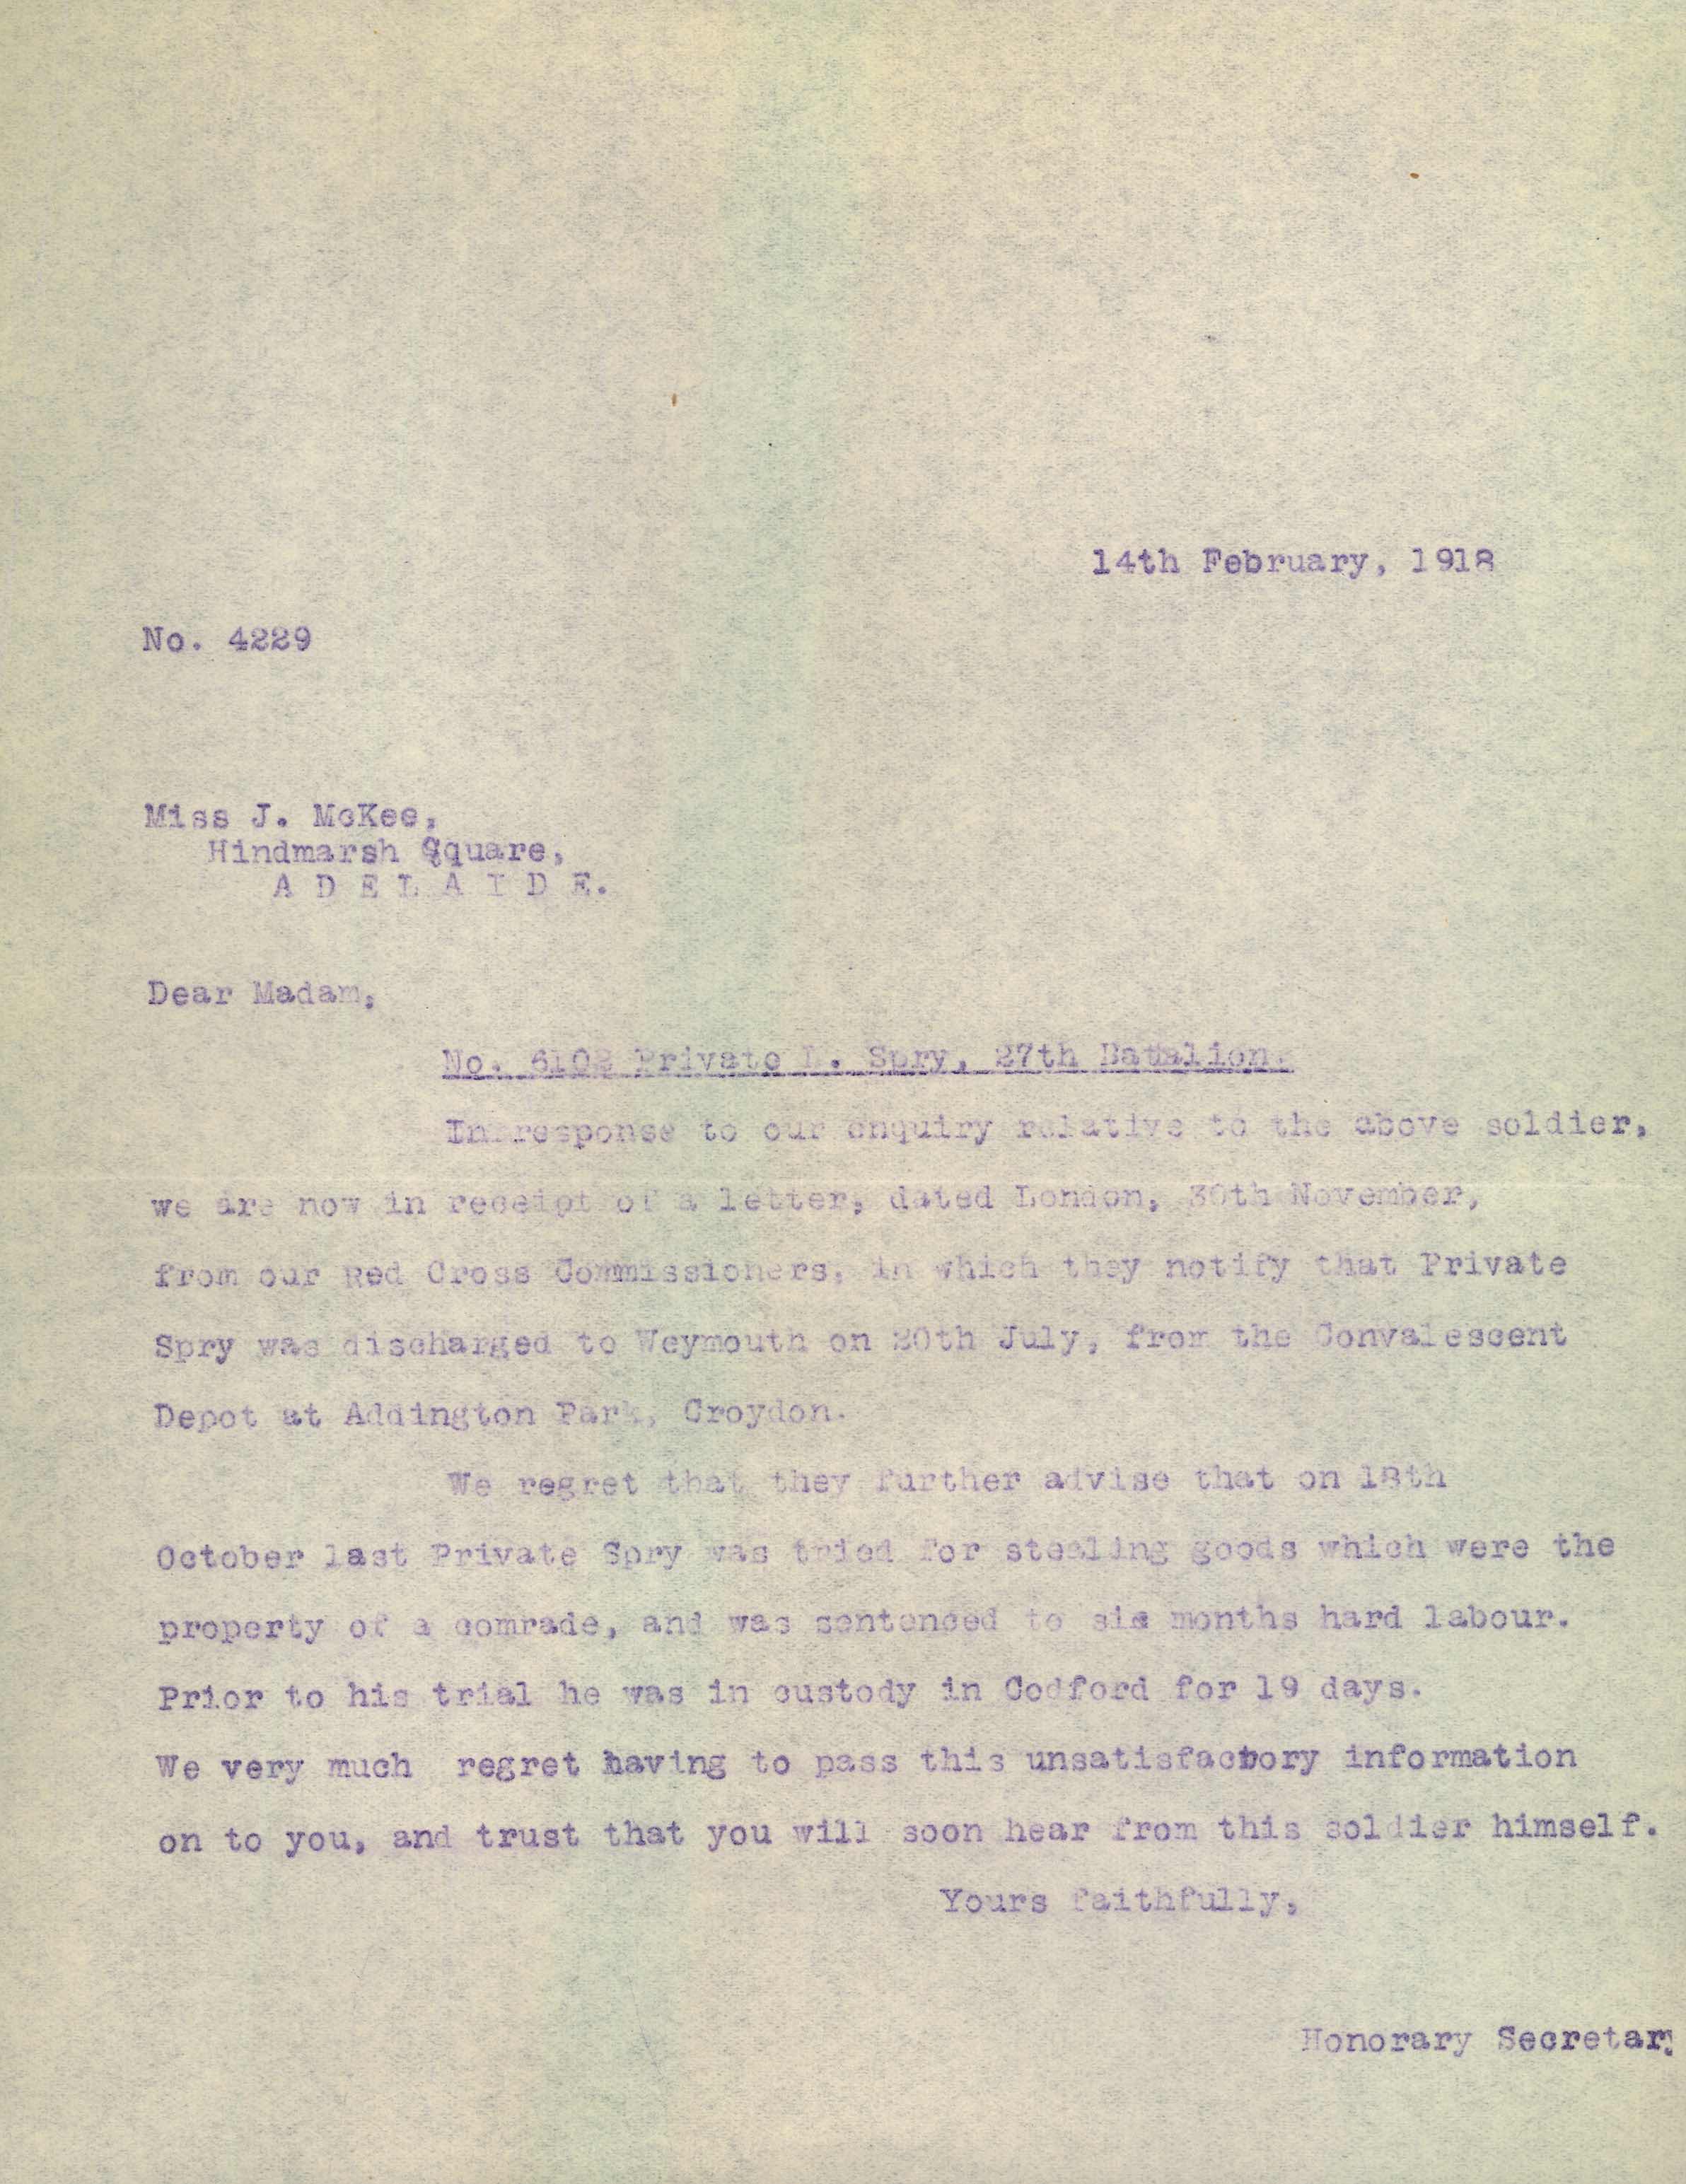 14th February, 1918
No. 4229
Miss J. McKee,
Hindmarsh Square,
A D E L A I D E.
Dear Madam,
No. 6102 Private L. Spry, 27th Batalion.
In response to our enquiry relative to the above soldier,
we are now in receipt of a letter, dated London, 30th November,
from our Red Cross Commissioners, in which they notify that Private
Spry was discharged to Weymouth on 20th July, from the Convalescent
Depot at Addington Park, Croydon.
We regret that they further advise that on 18th
October last Private Spry was tried for stealing goods which were the
property of a comrade, and was sentenced to six months hard labour.
Prior to his trial he was in custody in Codford for 19 days.
We very much regret having to pass this unsatisfactory information
on to you, and trust that you will soon hear from this soldier himself.
Yours faithfully,
Honorary Secretary